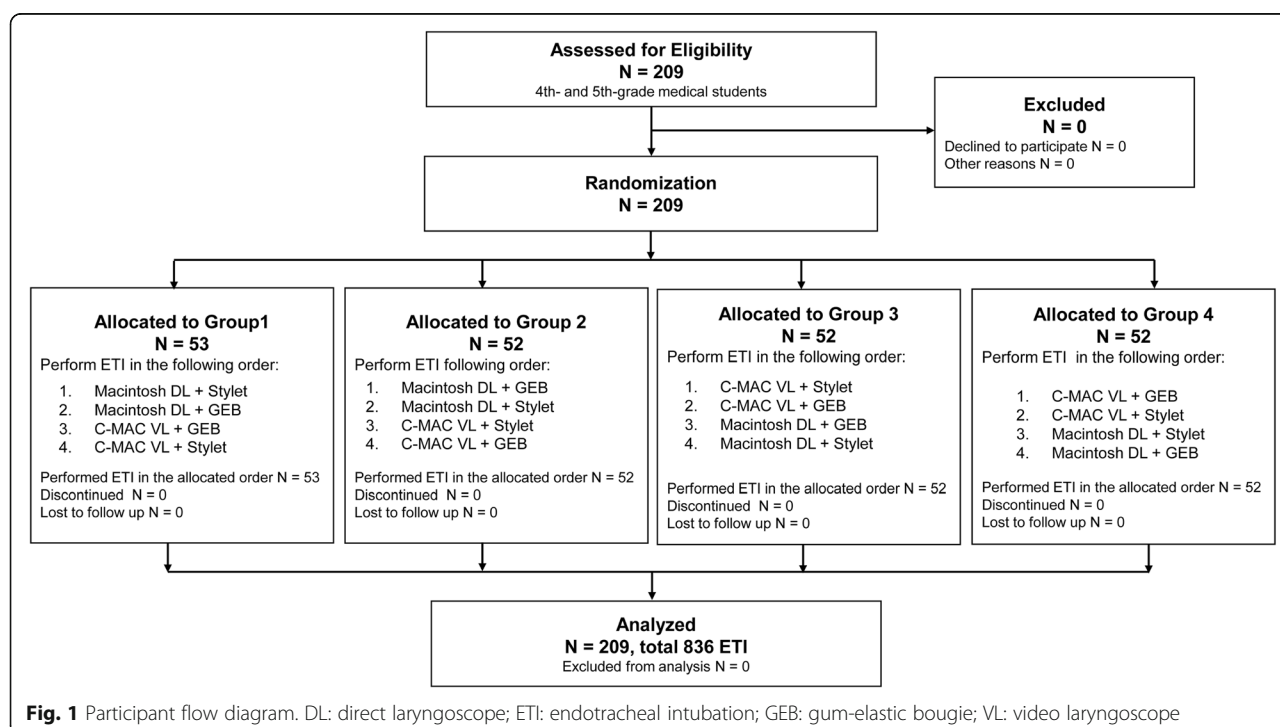 Assessed for Eligibility
N = 209
4th- and 5th-grade medical students
Excluded
N = 0
Declined to participate N = 0
Other reasons N = 0
Randomization
N = 209
Allocated to Group1
N = 53
Perform ETI in the following order:
1. Macintosh DL + Stylet
2. Macintosh DL + GEB
3. C-MAC VL + GEB
4. C-MAC VL + Stylet
Performed ETI in the allocated order N = 53
Discontinued N = 0
Lost to follow up N = 0
Allocated to Group 2
N = 52
Perform ETI following order:
1. Macintosh DL + GEB
2. Macintosh DL + Stylet
3. C-MAC VL + Stylet
4. C-MAC VL + GEB
Performed ETI in the allocated order N = 52
Discontinued N = 0
Lost to follow up N = 0
Allocated to Group 3
N = 52
Perform ETI in the following order:
1. C-MAC VL + Stylet
2. C-MAC VL + GEB
3. Macintosh DL + GEB
4. Macintosh DL + Stylet
Performed ETI in the allocated order N = 52
Discontinued N = 0
Lost to follow up N = 0
Allocated to Group 4
N = 52
Perform ETI in the following order:
1. C-MAC VL + GEB
2. C-MAC VL + Stylet
3. Macintosh DL + Stylet
4. Macintosh DL + GEB
Performed ETI in the allocated order N = 52
Discontinued N = 0
Lost to follow up N = 0
Analyzed
N = 209, total 836 ETI
Excluded from analysis N = 0
Fig. 1 Participant flow diagram. DL: direct laryngoscope; ETI: endotracheal intubation; GEB: gum-elastic bougie; VL: video laryngoscope